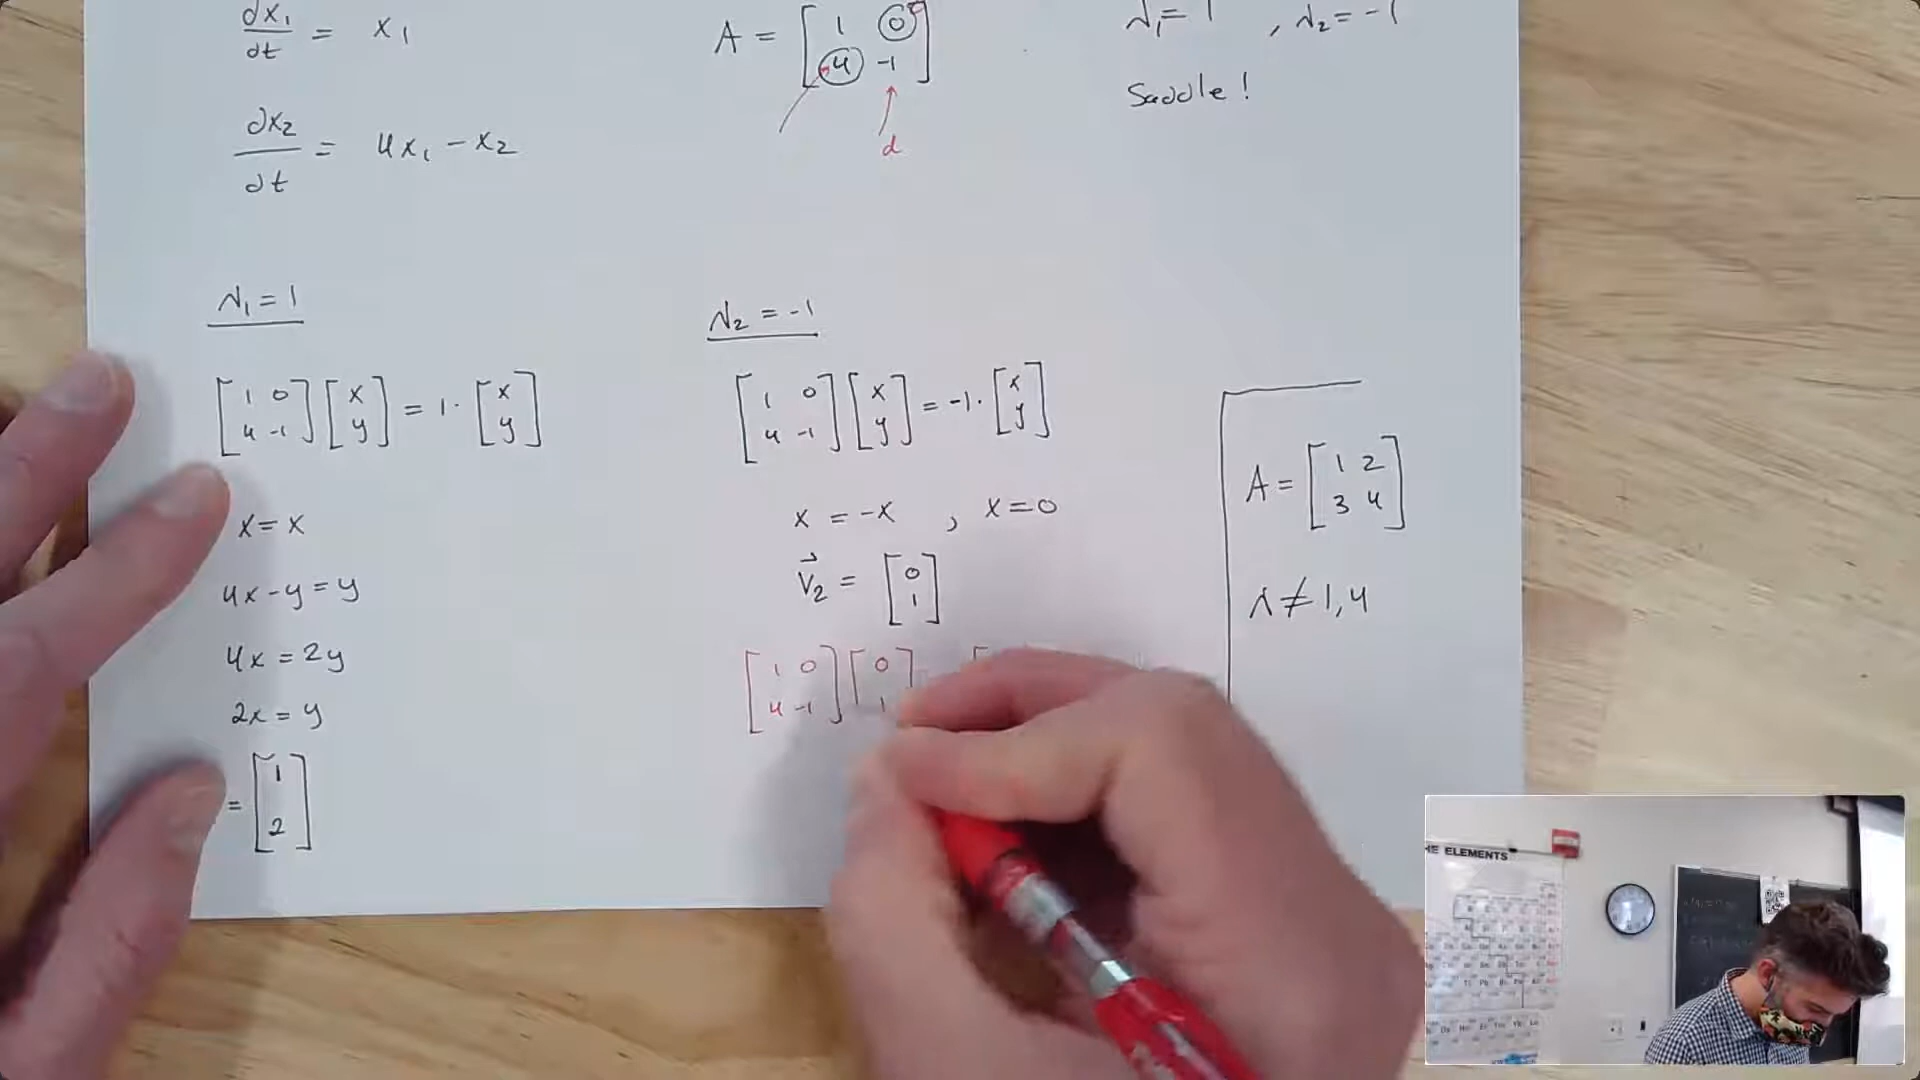 dx₁/dt = x₁
A = [1 0; 4 -1]
λ₁ = 1, λ₂ = -1
Saddle!
dx₂/dt = 4x₁ - x₂
d
λ₁ = 1
[1 0; 4 -1][x; y] = 1·[x; y]
x = x
4x - y = y
4x = 2y
2x = y
= [1; 2]
λ₂ = -1
[1 0; 4 -1][x; y] = -1·[x; y]
x = -x, x = 0
v⃗₂ = [0; 1]
[1 0; 4 -1][0; 1]
A = [1 2; 3 4]
λ ≠ 1, 4
HE ELEMENTS